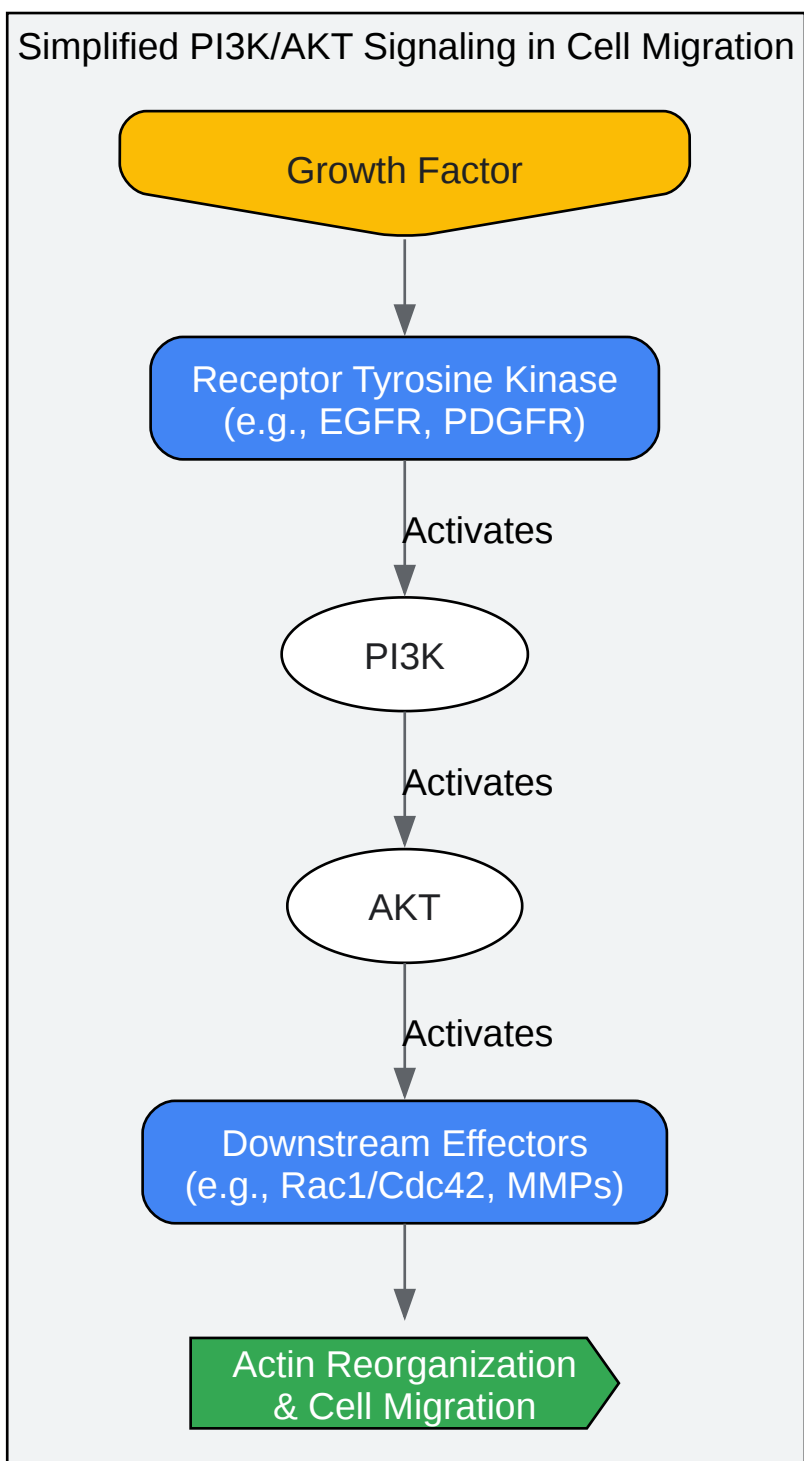 Simplified PI3K/AKT Signaling in Cell Migration
Growth Factor
Receptor Tyrosine Kinase
(e.g., EGFR, PDGFR)
Activates
PI3K
Activates
AKT
Activates
Downstream Effectors
(e.g., Rac1/Cdc42, MMPs)
Actin Reorganization
& Cell Migration